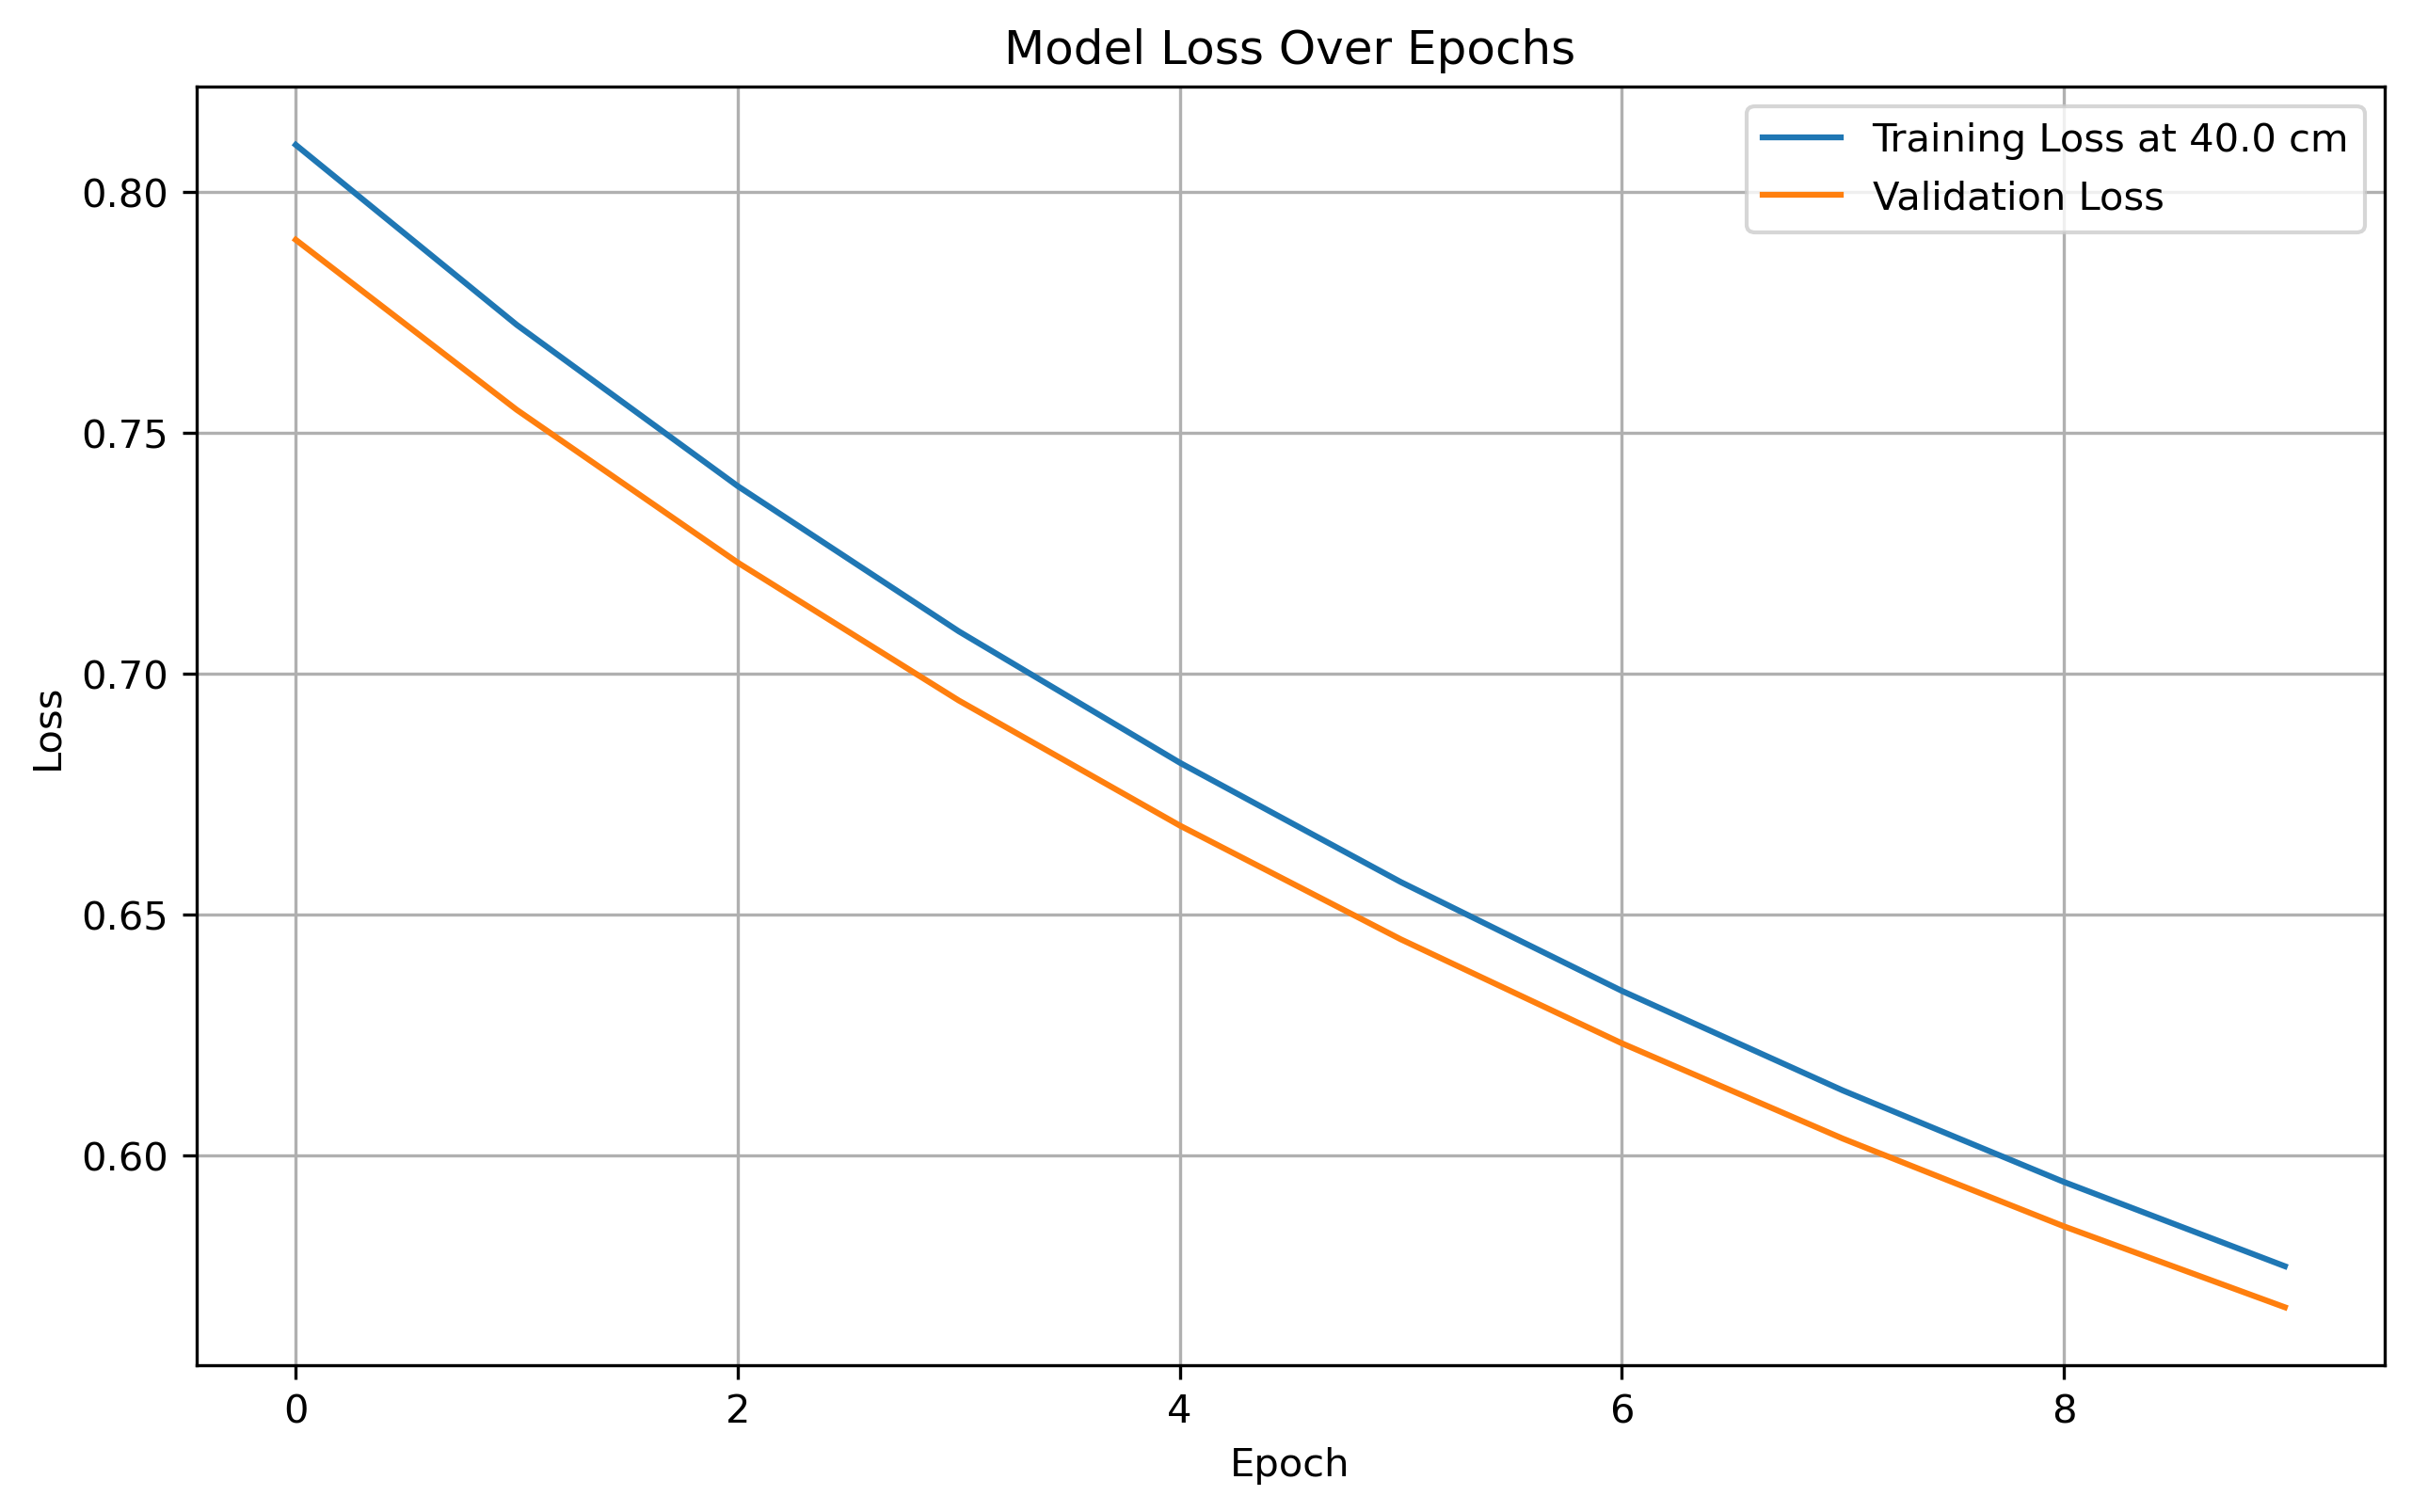 Model Loss Over Epochs
Training Loss at 40.0 cm
Validation Loss
0.80
0.75
0.70
0.65
0.60
Loss
0 2 4 6 8
Epoch